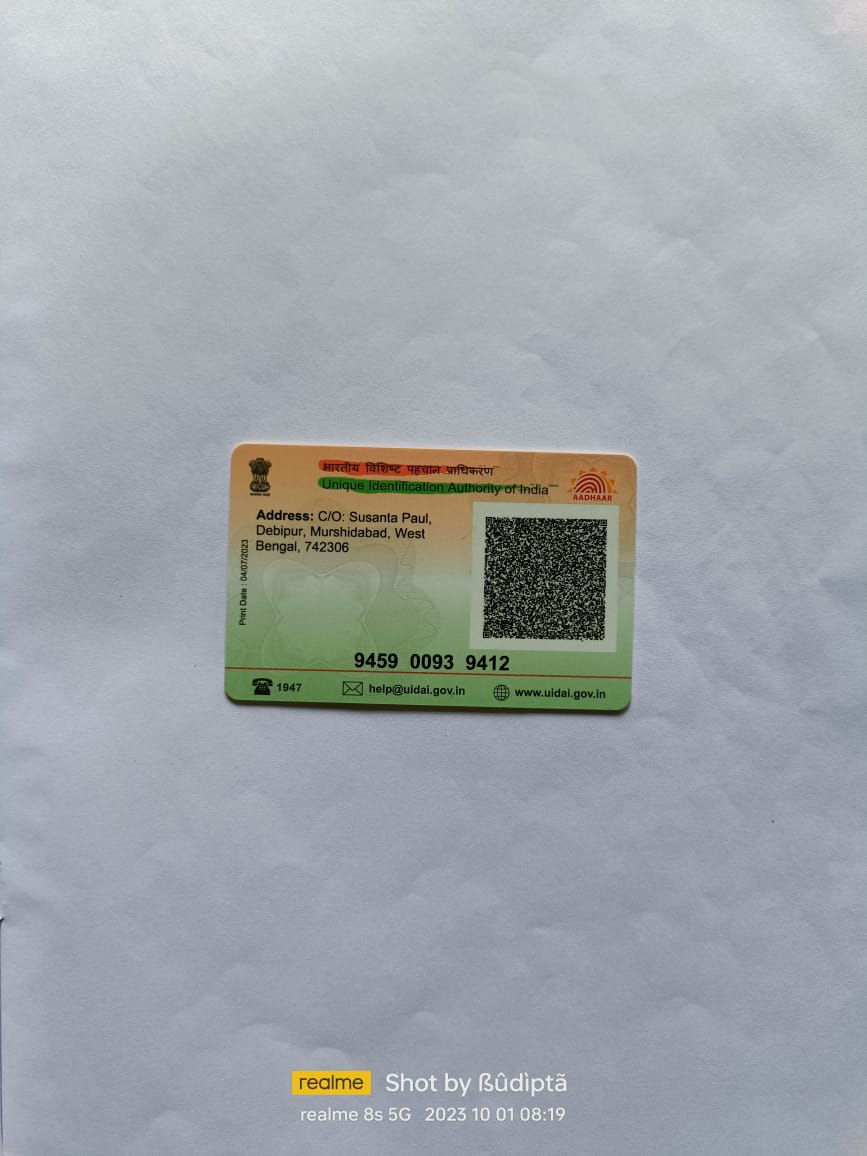 भारतीय विशिष्ट पहचान प्राधिकरण
Unique Identification Authority of India
AADHAAR
Address: C/O: Susanta Paul,
Debipur, Murshidabad, West
Bengal, 742306
Print Date : 04/07/2023
9459 0093 9412
1947
help@uidai.gov.in
www.uidai.gov.in
realme
Shot by ßûdìptã
realme 8s 5G 2023 10 01 08:19